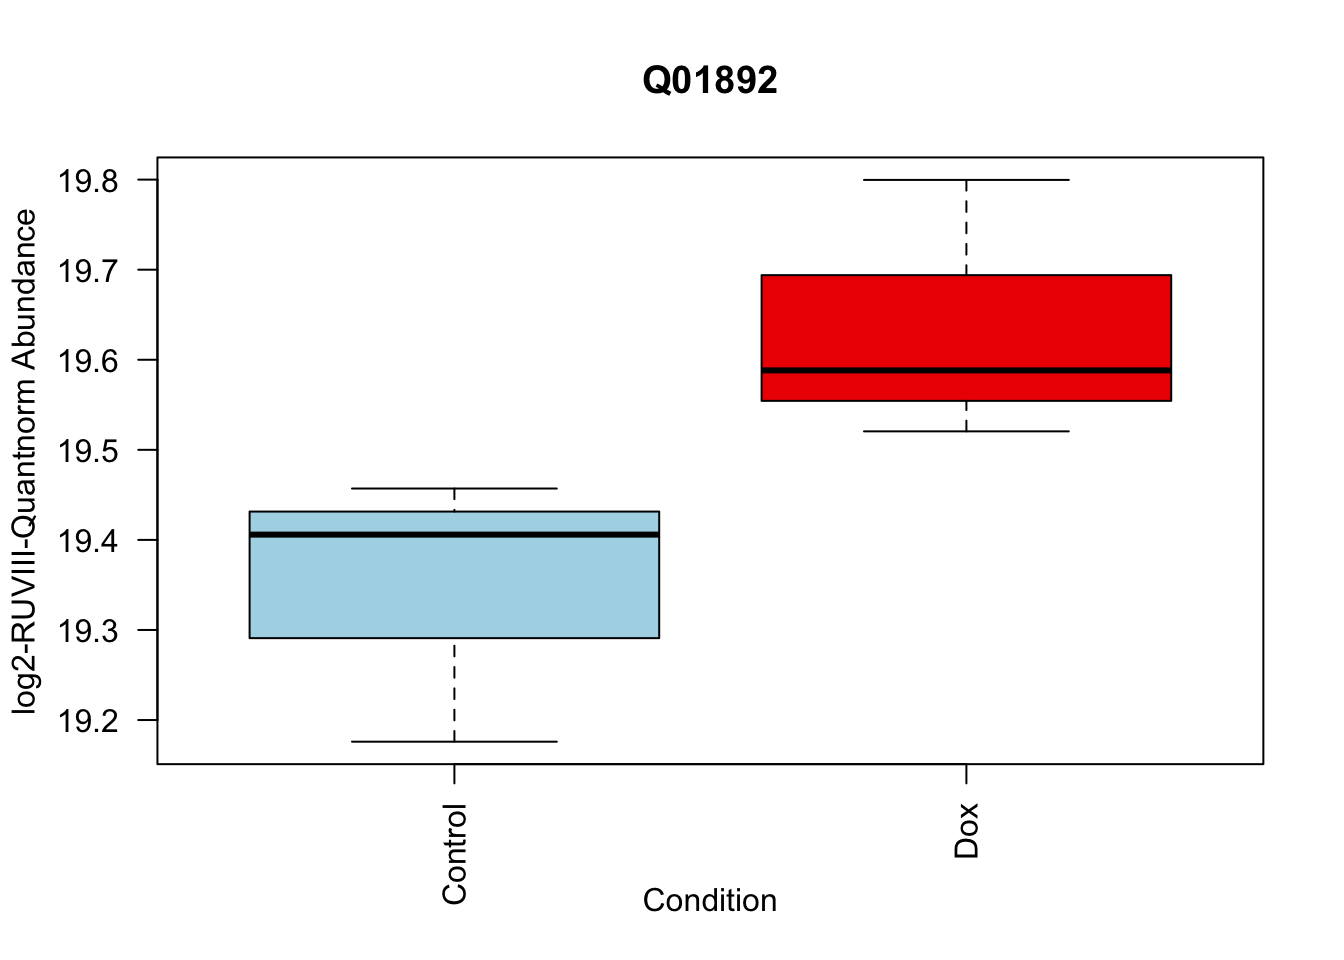 Q01892
log2-RUVIII-Quantnorm Abundance
19.8
19.7
19.6
19.5
19.4
19.3
19.2
Control
Dox
Condition